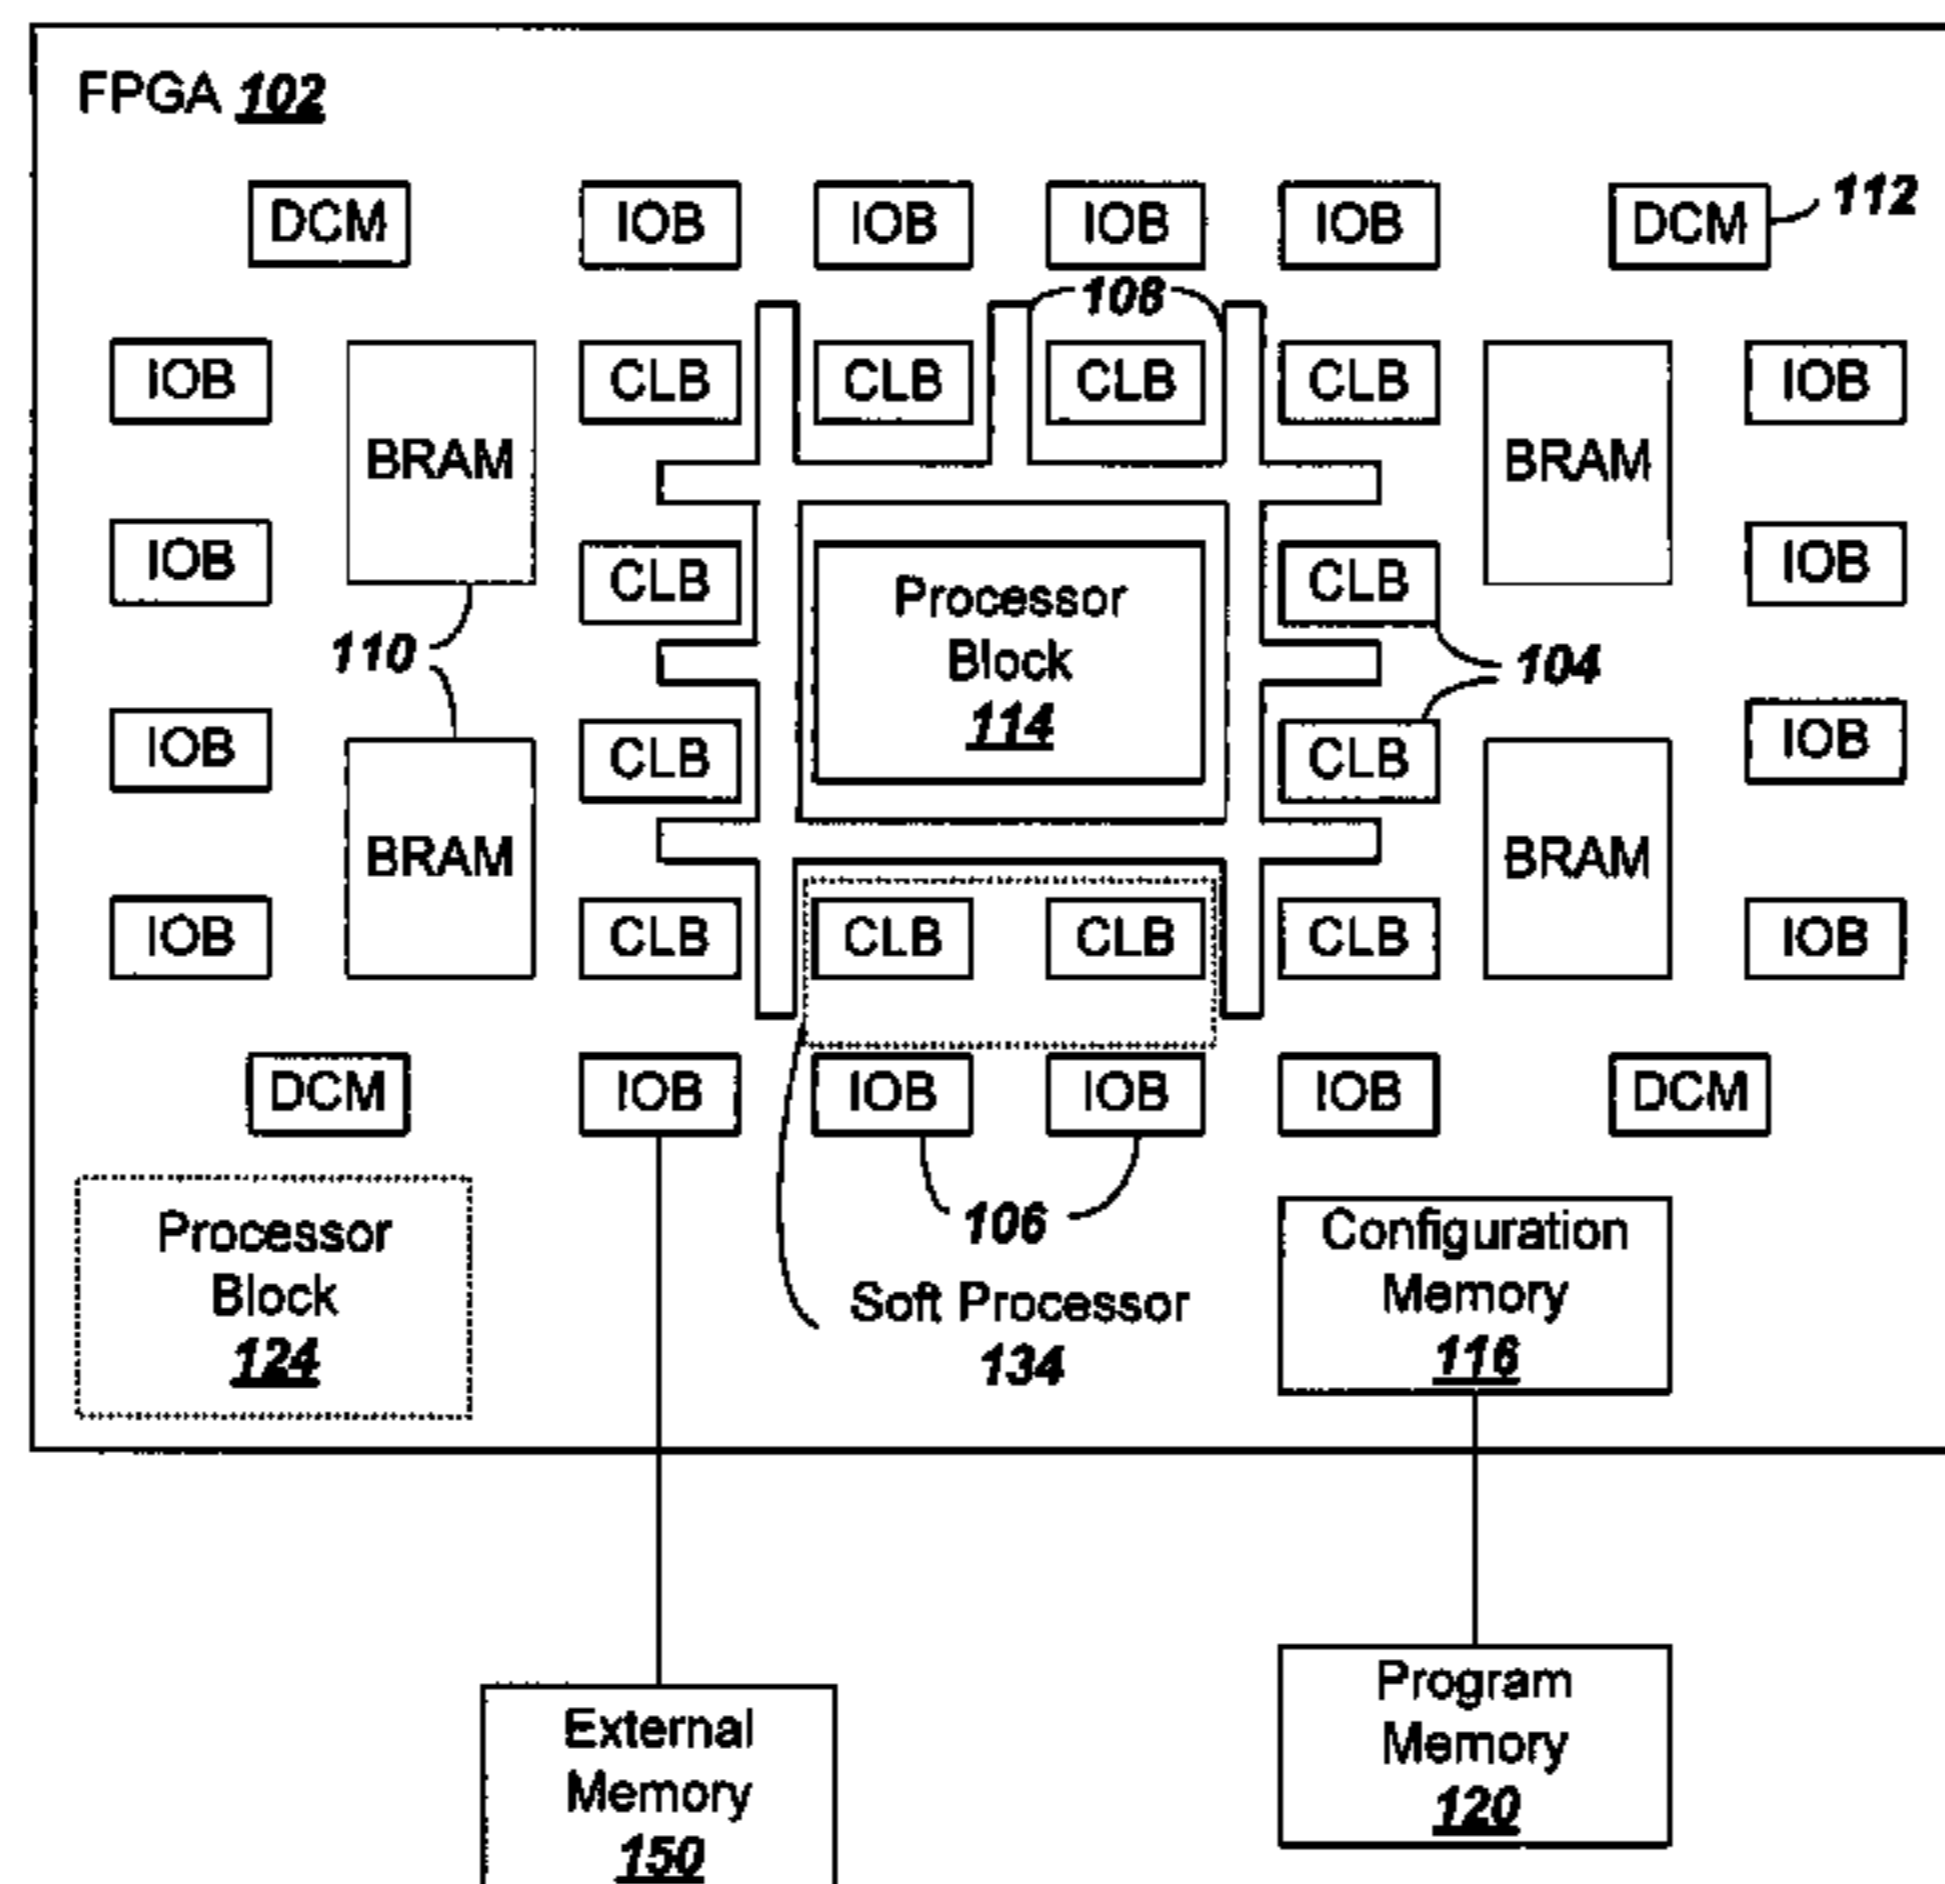 FPGA 102
DCM IOB IOB IOB IOB DCM 112
108
IOB CLB CLB CLB CLB IOB
BRAM BRAM
IOB CLB Processor CLB IOB
110 Block 104
114
IOB CLB CLB IOB
BRAM BRAM
IOB CLB CLB CLB CLB IOB
DCM IOB IOB IOB IOB DCM
Processor 106 Configuration
Block Soft Processor Memory
124 134 116
External Program
Memory Memory
150 120